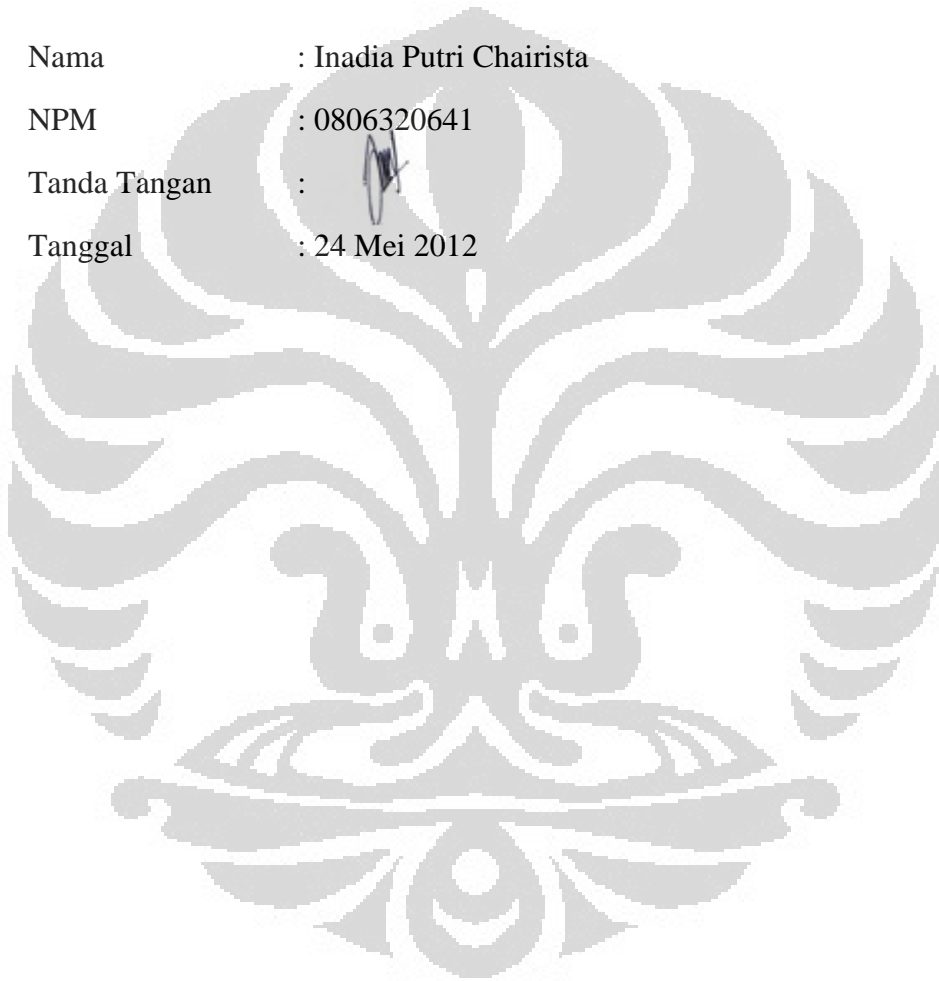 Nama : Inadia Putri Chairista
NPM : 0806320641
Tanda Tangan :
Tanggal : 24 Mei 2012